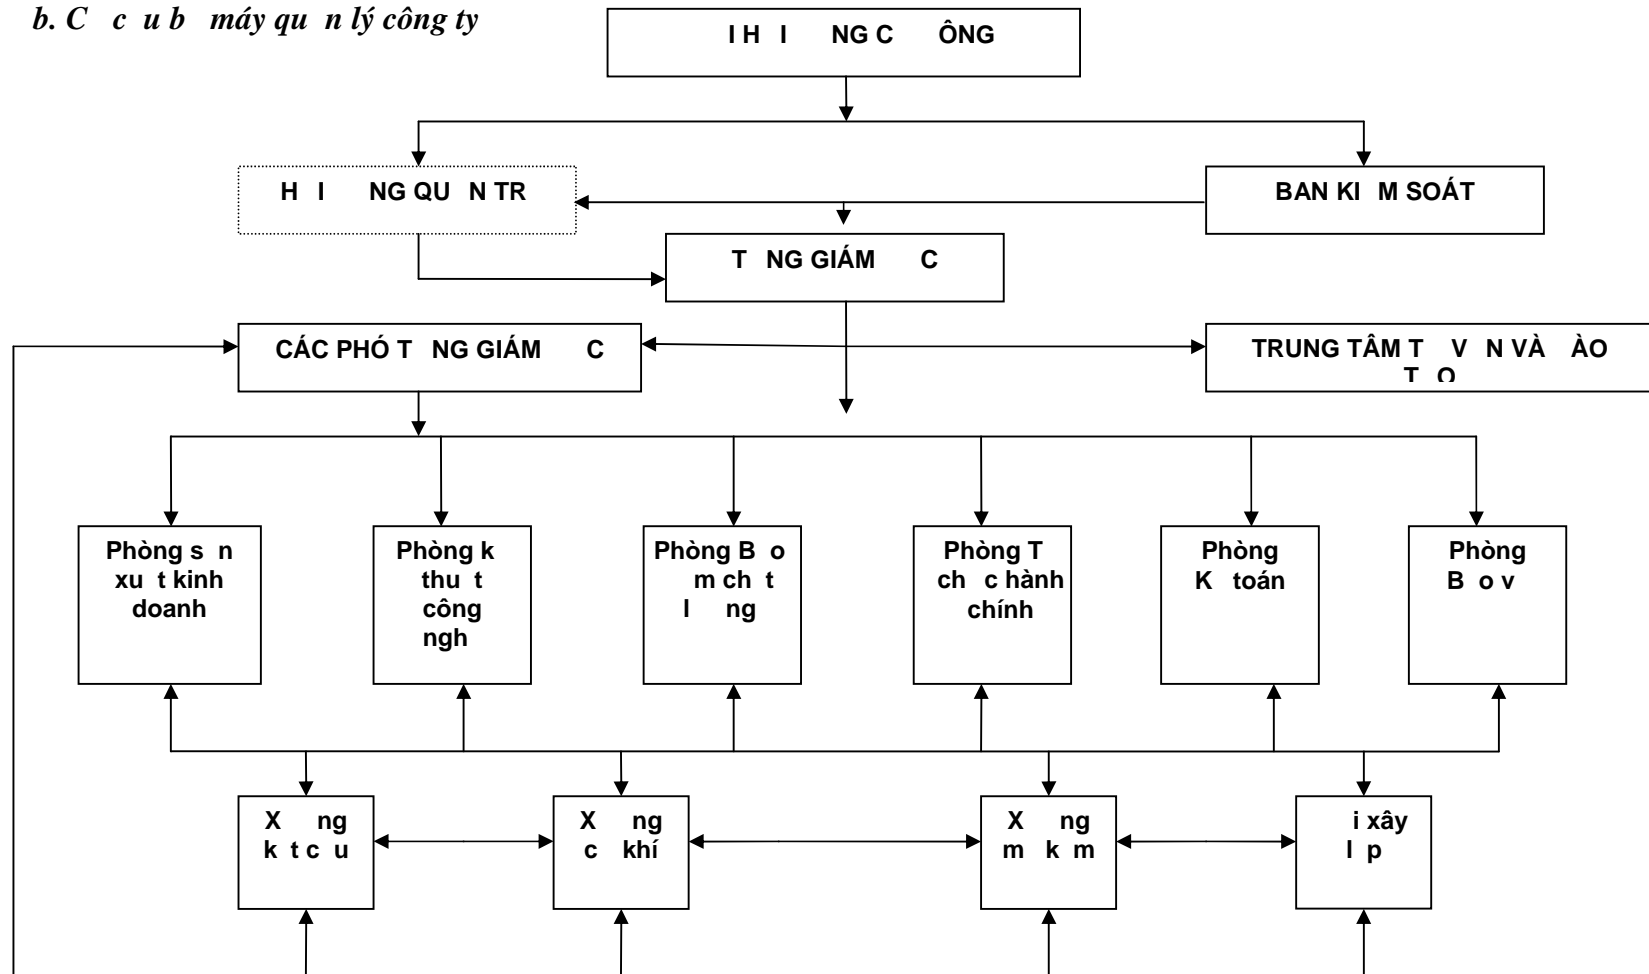 b. C c u b máy qu n lý công ty
I H I NG C ÔNG
H I NG QU N TR
BAN KI M SOÁT
T NG GIÁM C
CÁC PHÓ T NG GIÁM C
TRUNG TÂM T V N VÀ ÀO
T O
Phòng s n
xu t kinh
doanh
Phòng k
thu t
công
ngh
Phòng B o
m ch t
l ng
Phòng T
ch c hành
chính
Phòng
K toán
Phòng
B o v
X ng
k t c u
X ng
c khí
X ng
m k m
i xây
l p